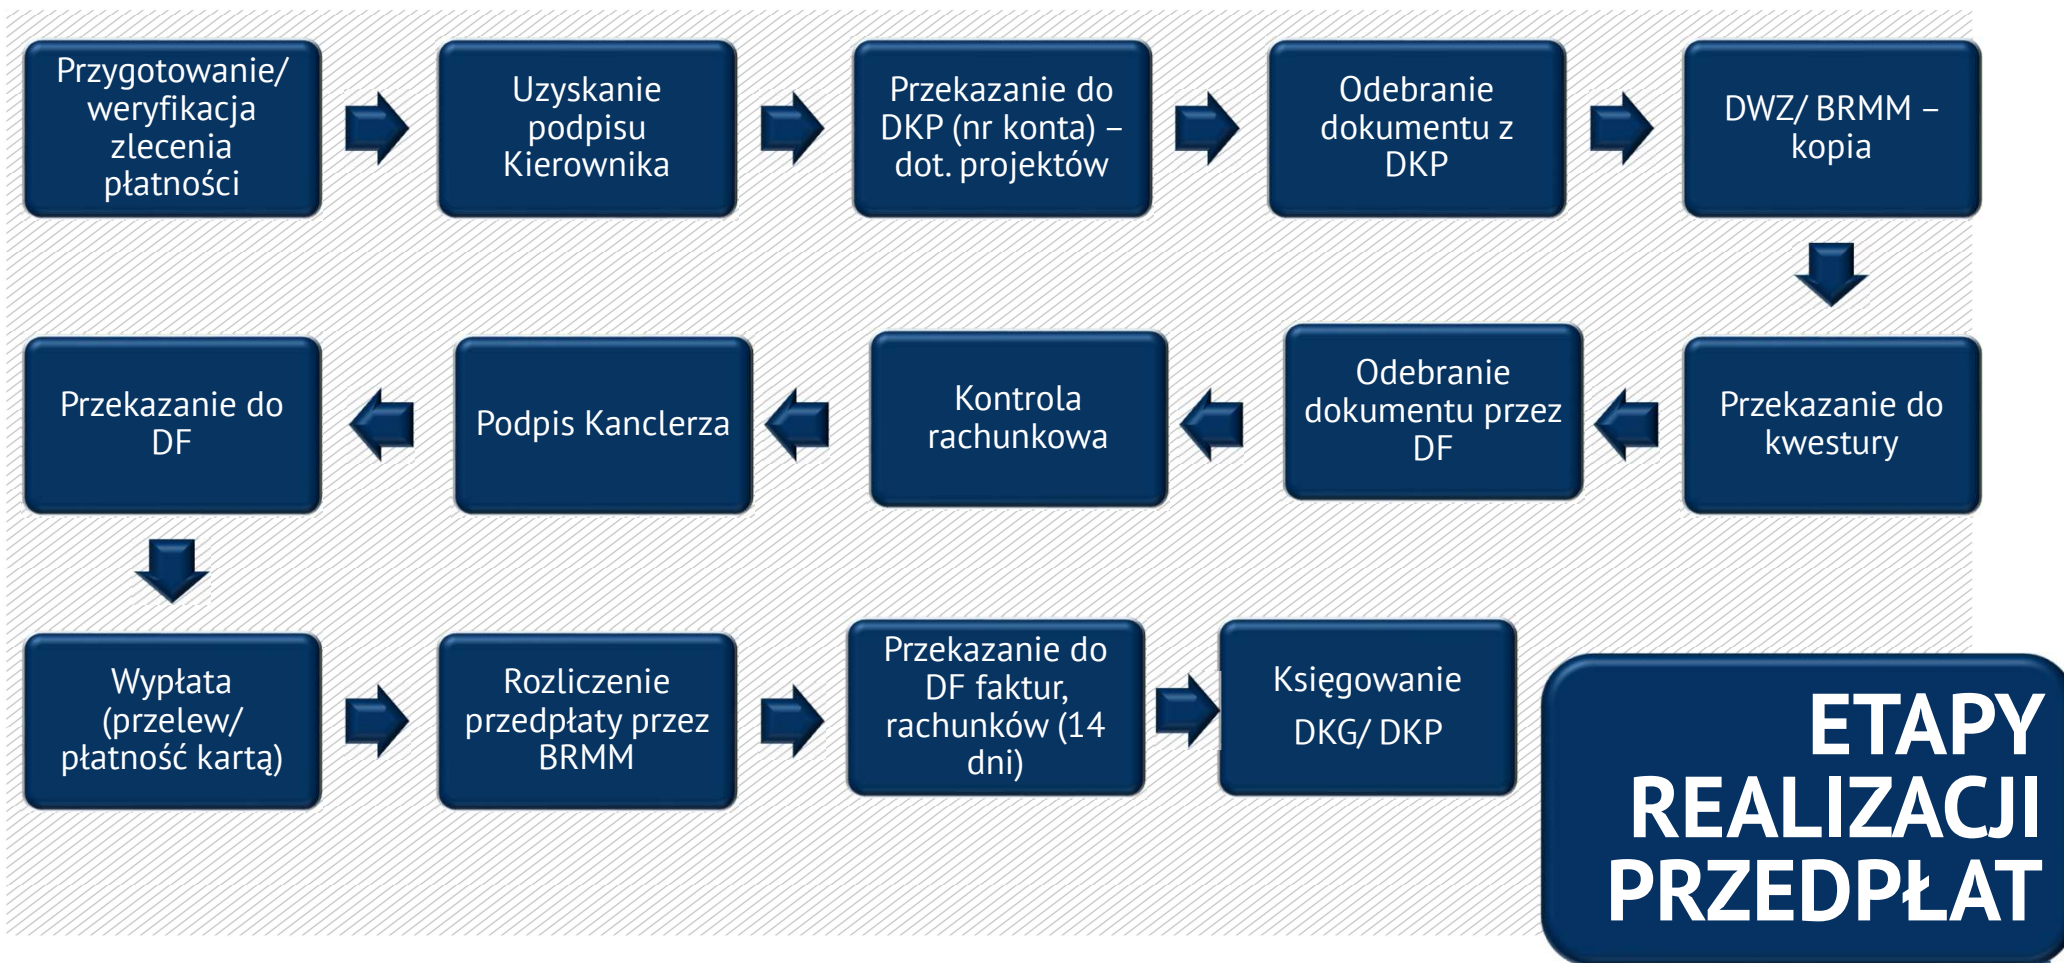 Przygotowanie/
weryfikacja
zlecenia
płatności
Uzyskanie
podpisu
Kierownika
Przekazanie do
DKP (nr konta) –
dot. projektów
Odebranie
dokumentu z
DKP
DWZ/ BRMM –
kopia
Przekazanie do
kwestury
Odebranie
dokumentu przez
DF
Kontrola
rachunkowa
Podpis Kanclerza
Przekazanie do
DF
Wypłata
(przelew/
płatność kartą)
Rozliczenie
przedpłaty przez
BRMM
Przekazanie do
DF faktur,
rachunków (14
dni)
Księgowanie
DKG/ DKP
ETAPY
REALIZACJI
PRZEDPŁAT